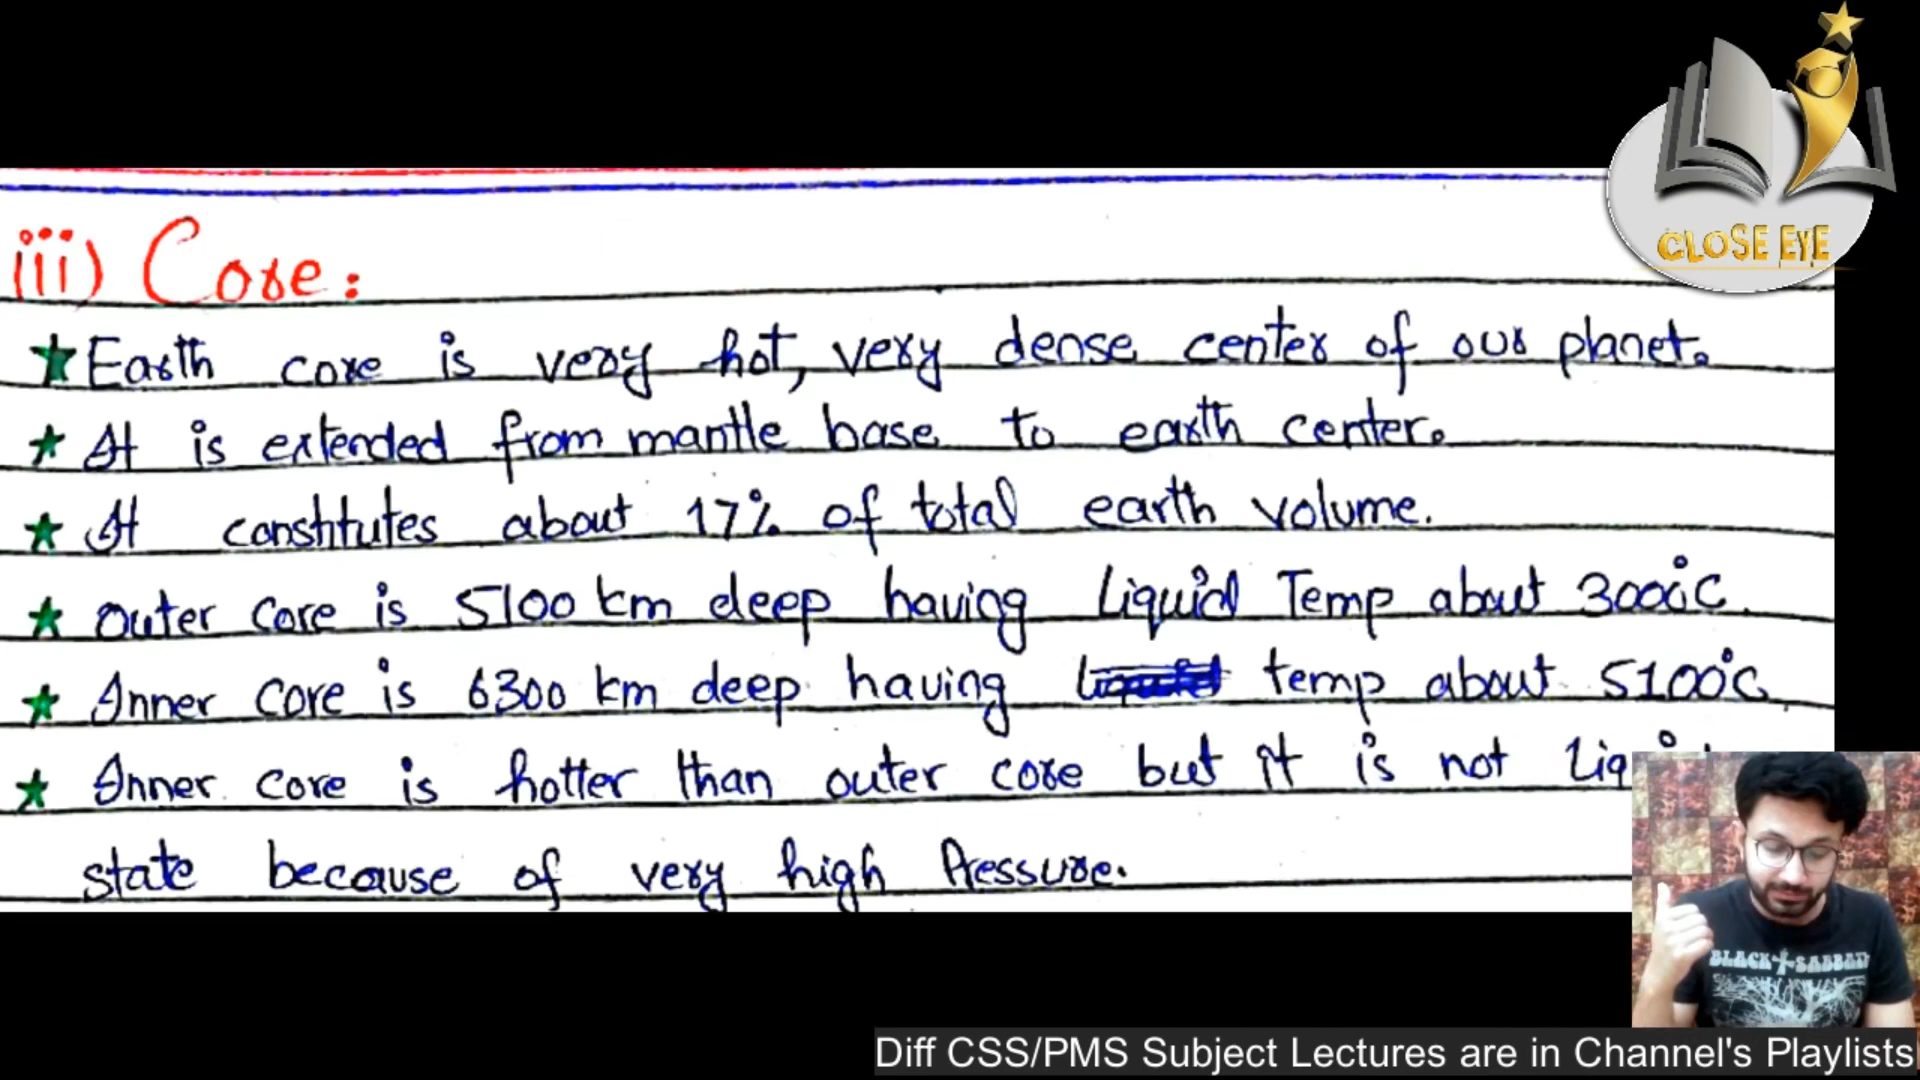 CLOSE EYE
iii) Core:
★ Earth core is very hot, very dense center of our planet.
★ It is extended from mantle base to earth center.
★ It constitutes about 17% of total earth volume.
★ outer core is 5100 km deep having Liquid Temp about 3000°C.
★ Inner core is 6300 km deep having temp about 5100°C
★ Inner core is hotter than outer core but it is not
state because of very high Pressure.
BLACK SABBATH
Diff CSS/PMS Subject Lectures are in Channel's Playlists